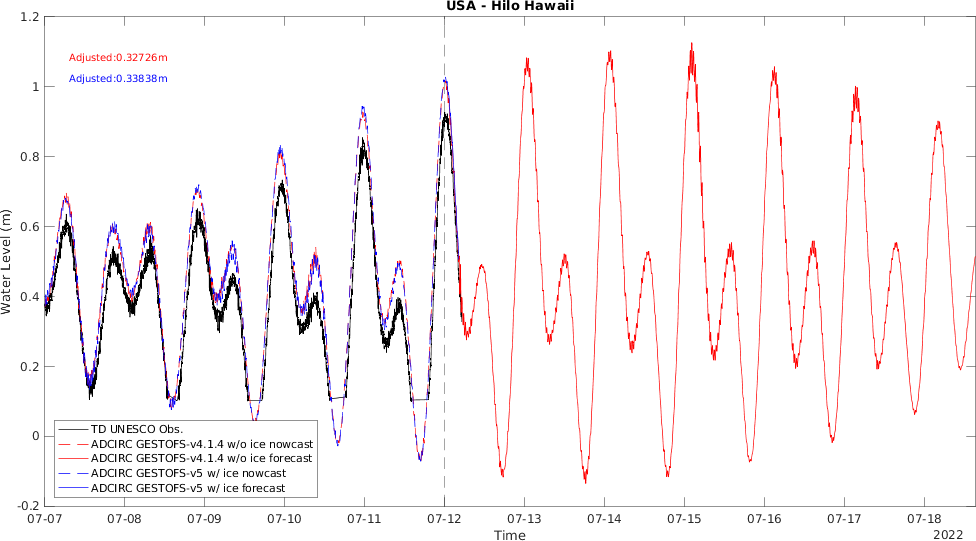 USA - Hilo Hawaii
1.2
1
0.8
0.6
0.4
0.2
0
-0.2
Water Level (m)
Adjusted:0.32726m
Adjusted:0.33838m
TD UNESCO Obs.
ADCIRC GESTOFS-v4.1.4 w/o ice nowcast
ADCIRC GESTOFS-v4.1.4 w/o ice forecast
ADCIRC GESTOFS-v5 w/ ice nowcast
ADCIRC GESTOFS-v5 w/ ice forecast
07-07 07-08 07-09 07-10 07-11 07-12 07-13 07-14 07-15 07-16 07-17 07-18
Time
2022